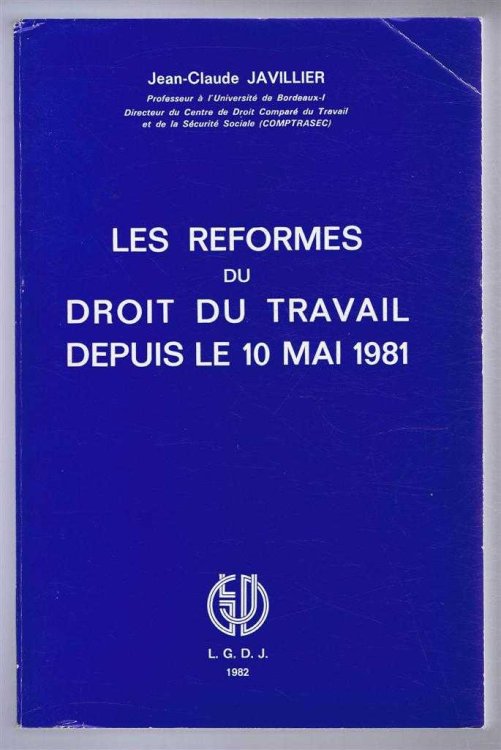 Jean-Claude JAVILLIER
Professeur à l'Université de Bordeaux-I
Directeur du Centre de Droit Comparé du Travail
et de la Sécurité Sociale (COMPTRASEC)
LES REFORMES
DU
DROIT DU TRAVAIL
DEPUIS LE 10 MAI 1981
L. G. D. J.
1982